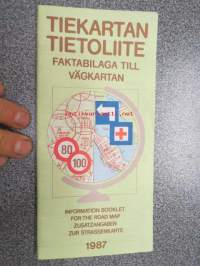 TIEKARTAN
TIETOLIITE
FAKTABILAGA TILL
VÄGKARTAN
80
100
INFORMATION BOOKLET
FOR THE ROAD MAP
ZUSATZANGABEN
ZUR STRASSENKARTE
1987